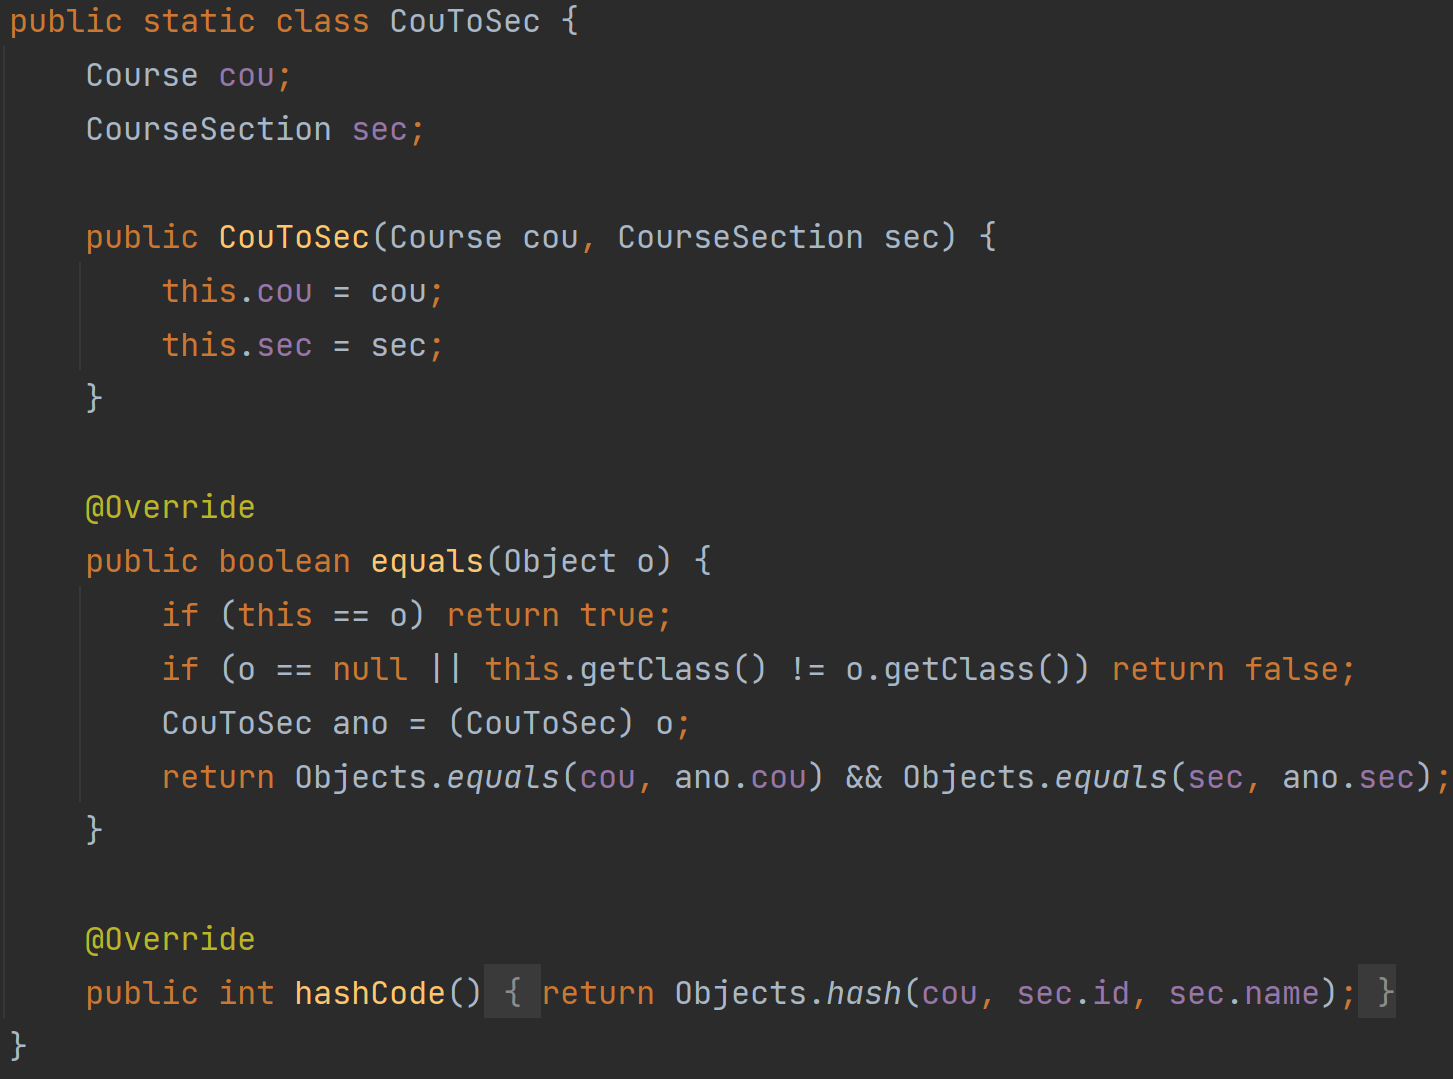 public static class CouToSec {
    Course cou;
    CourseSection sec;

    public CouToSec(Course cou, CourseSection sec) {
        this.cou = cou;
        this.sec = sec;
    }

    @Override
    public boolean equals(Object o) {
        if (this == o) return true;
        if (o == null || this.getClass() != o.getClass()) return false;
        CouToSec ano = (CouToSec) o;
        return Objects.equals(cou, ano.cou) && Objects.equals(sec, ano.sec);
    }

    @Override
    public int hashCode() { return Objects.hash(cou, sec.id, sec.name); }
}